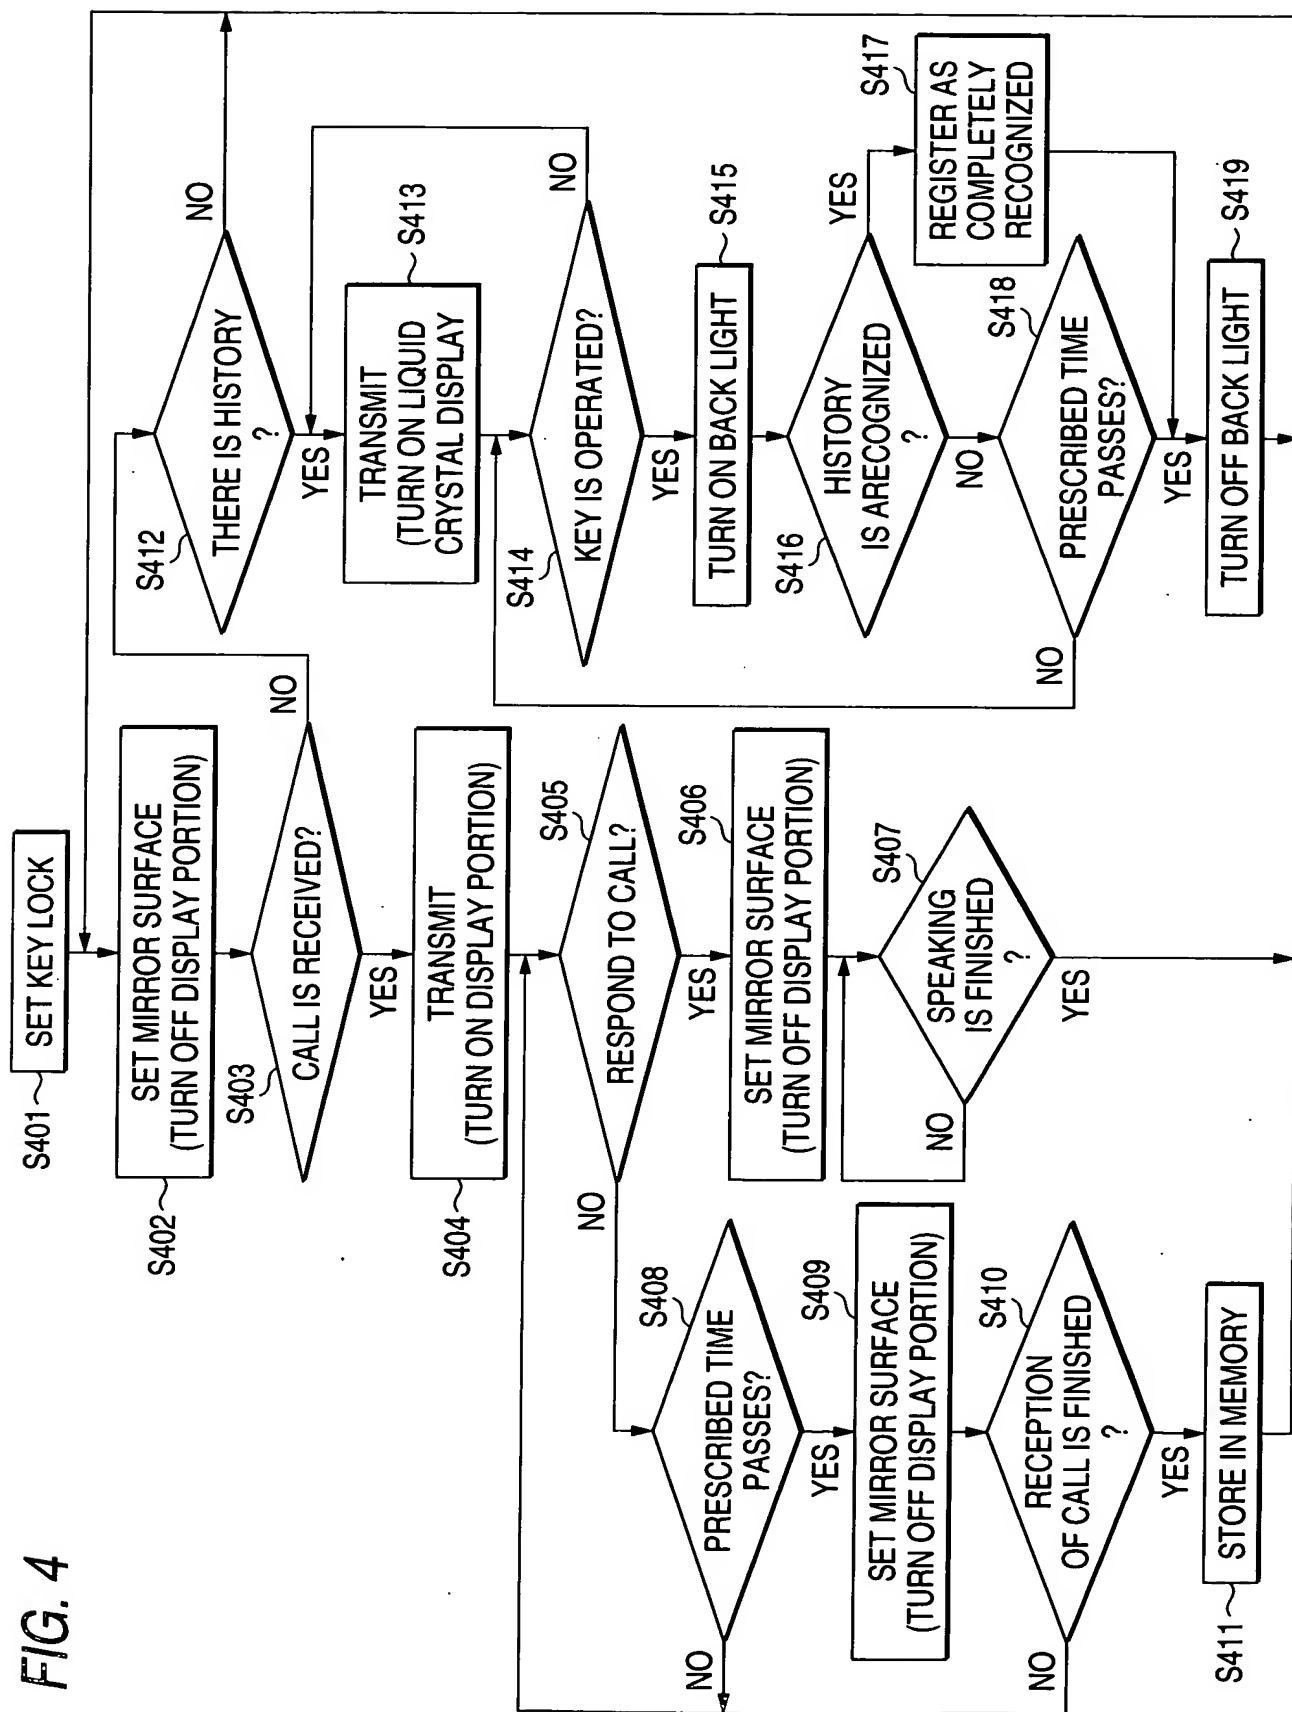 FIG. 4
S401
SET KEY LOCK
S402
SET MIRROR SURFACE
(TURN OFF DISPLAY PORTION)
S403
CALL IS RECEIVED?
NO
YES
S404
TRANSMIT
(TURN ON DISPLAY PORTION)
S405
RESPOND TO CALL?
NO
YES
S406
SET MIRROR SURFACE
(TURN OFF DISPLAY PORTION)
S407
SPEAKING
IS FINISHED
?
NO
YES
S408
PRESCRIBED TIME
PASSES?
NO
YES
S409
SET MIRROR SURFACE
(TURN OFF DISPLAY PORTION)
S410
RECEPTION
OF CALL IS FINISHED
?
NO
YES
S411
STORE IN MEMORY
S412
THERE IS HISTORY
?
NO
YES
S413
TRANSMIT
(TURN ON LIQUID
CRYSTAL DISPLAY
S414
KEY IS OPERATED?
NO
YES
S415
TURN ON BACK LIGHT
S416
HISTORY
IS ARECOGNIZED
?
YES
NO
S417
REGISTER AS
COMPLETELY
RECOGNIZED
S418
PRESCRIBED TIME
PASSES?
NO
YES
S419
TURN OFF BACK LIGHT